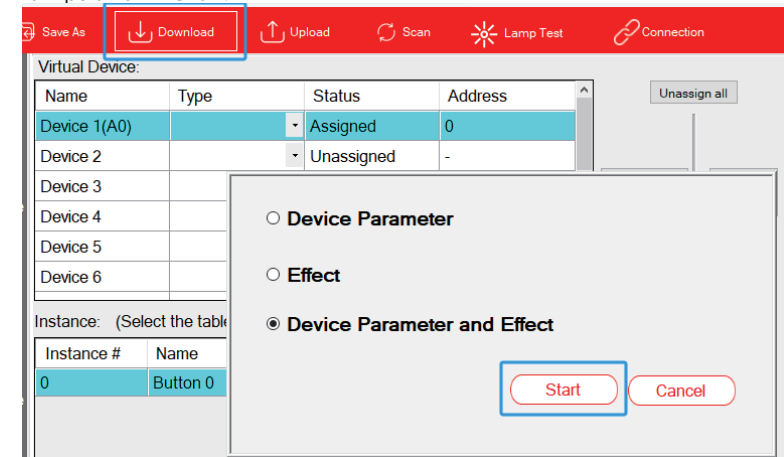 Save As Download Upload Scan Lamp Test Connection
Virtual Device:
Name Type Status Address Unassign all
Device 1(A0) Assigned 0
Device 2 Unassigned -
Device 3
Device 4
Device 5
Device 6
Device Parameter
Effect
Device Parameter and Effect
Start Cancel
Instance: (Select the table
Instance # Name
0 Button 0